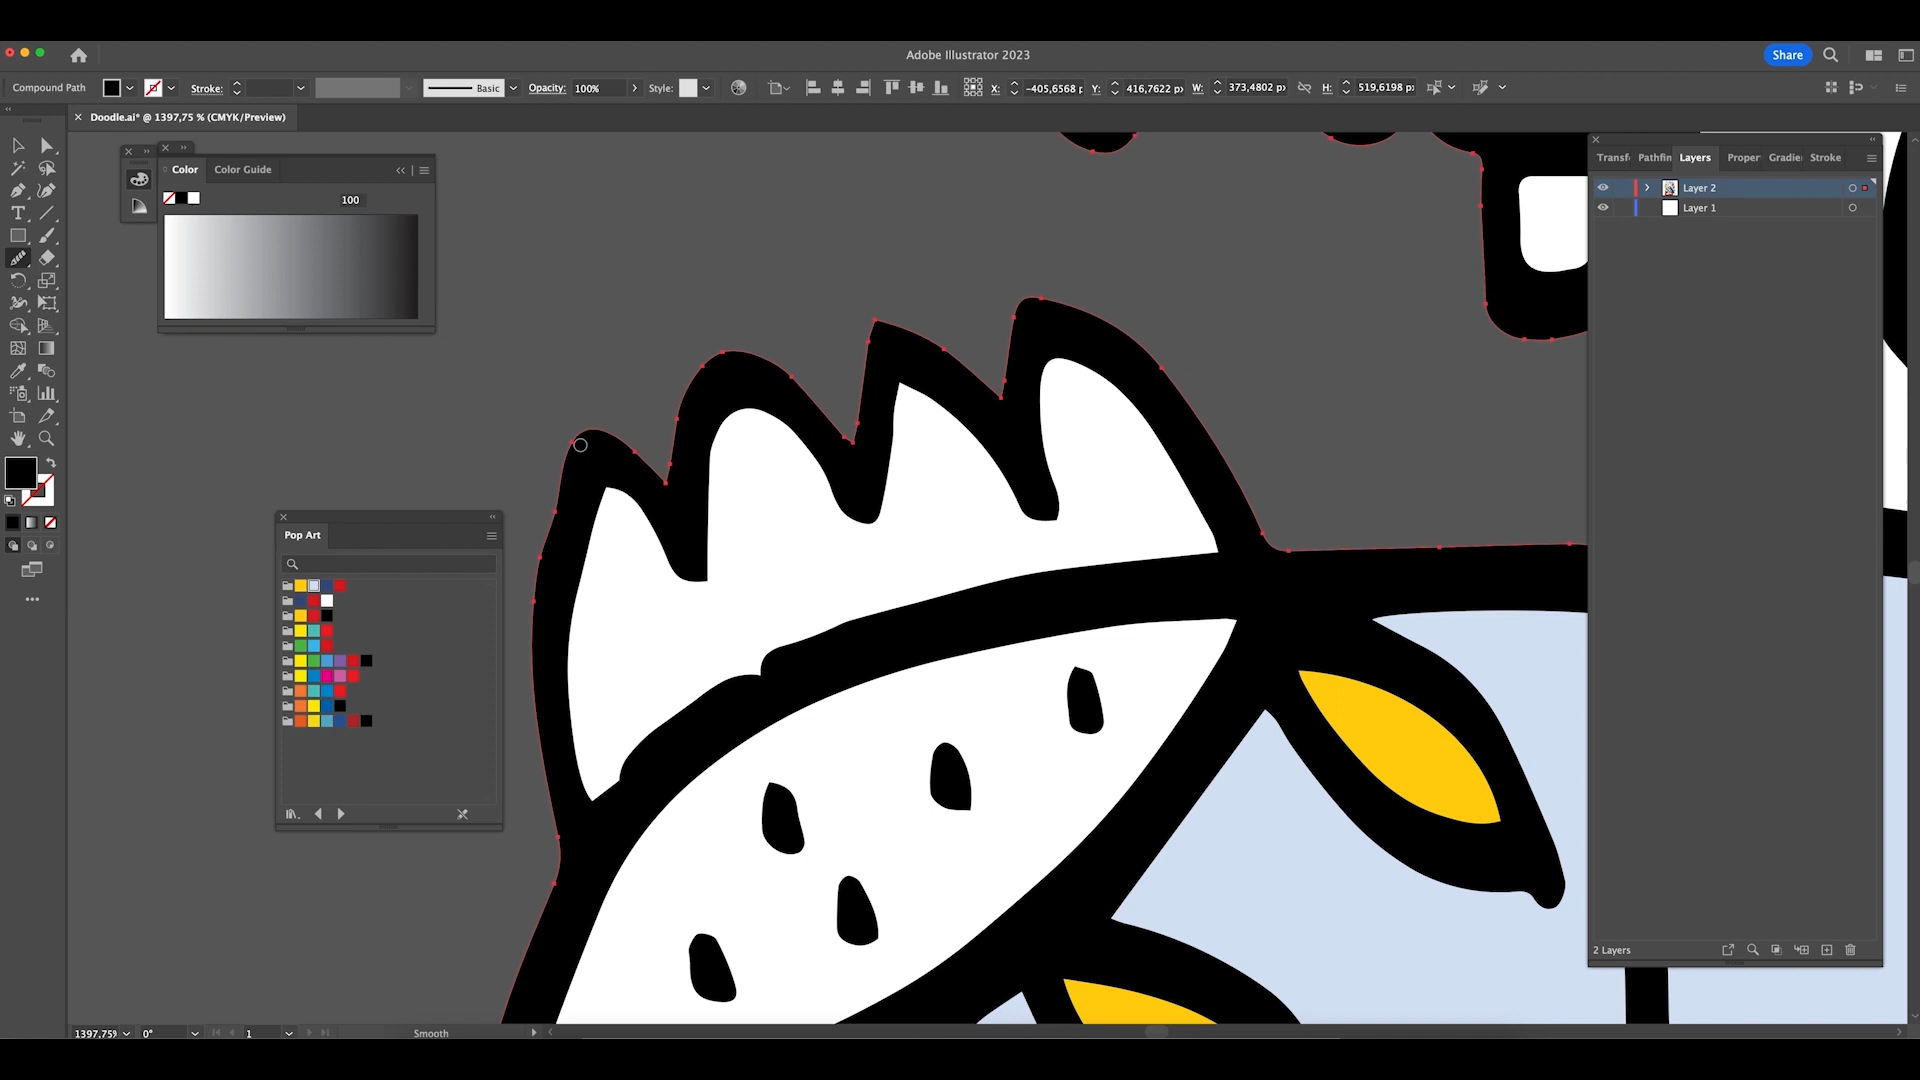 Adobe Illustrator 2023
Share
Compound Path
Stroke:
Basic
Opacity:
100%
Style:
X:
-405,6568 p
Y:
416,7622 p
W:
373,4802 p
H:
519,6198 p
Doodle.ai* @ 1397,75 % (CMYK/Preview)
Color
Color Guide
100
Transf
Pathfin
Layers
Proper
Gradie
Stroke
Layer 2
Layer 1
Pop Art
2 Layers
1397,75%
0°
1
Smooth